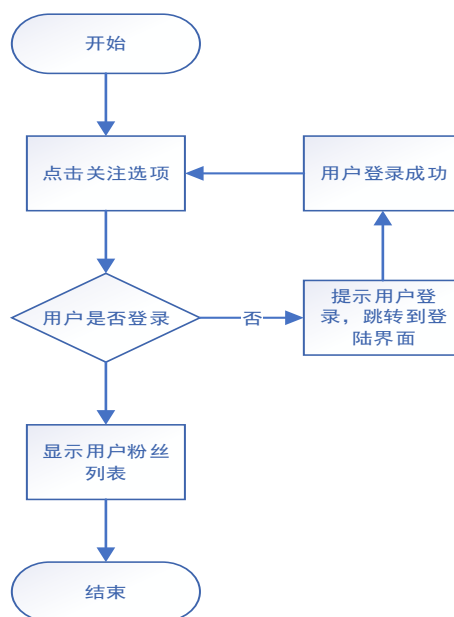 开始
点击关注选项
用户登录成功
用户是否登录
否
提示用户登
录，跳转到登
陆界面
显示用户粉丝
列表
结束